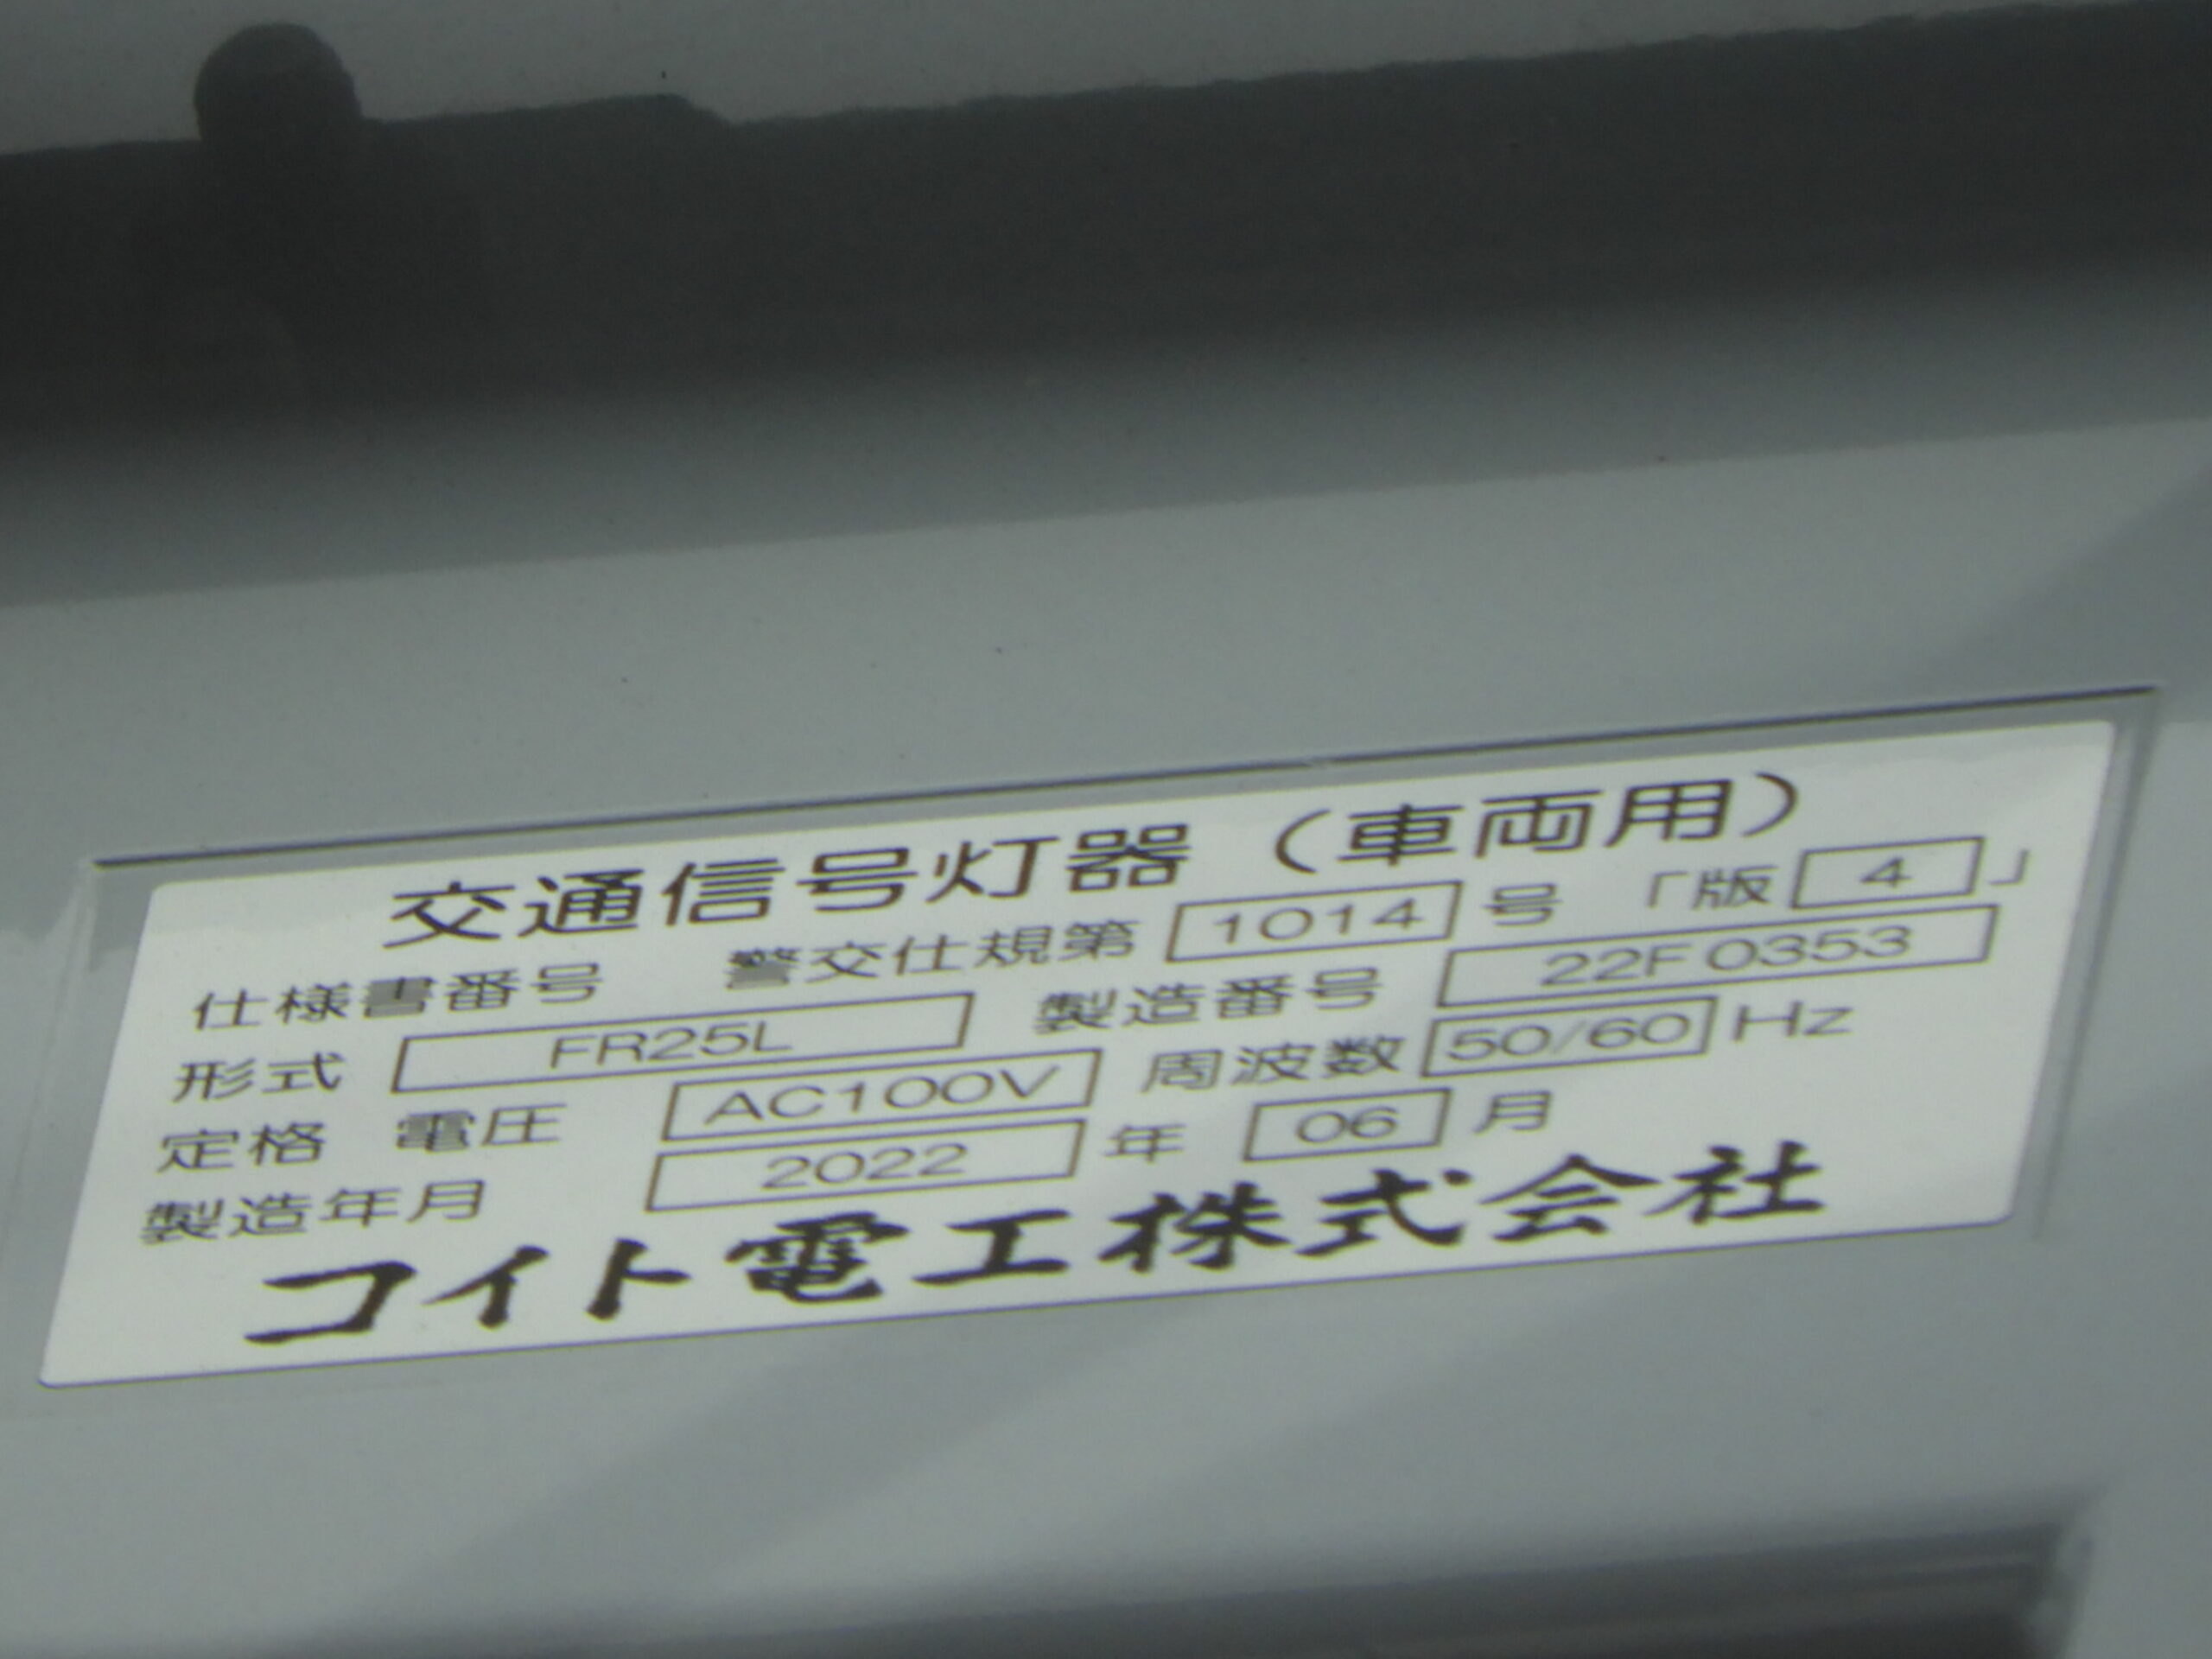 交通信号灯器（車両用）
仕様書番号 警交仕規第 1014 号 「版 4 」
形式 FR25L 製造番号 22F0353
定格 電圧 AC100V 周波数 50/60 Hz
製造年月 2022 年 06 月
コイト電工株式会社